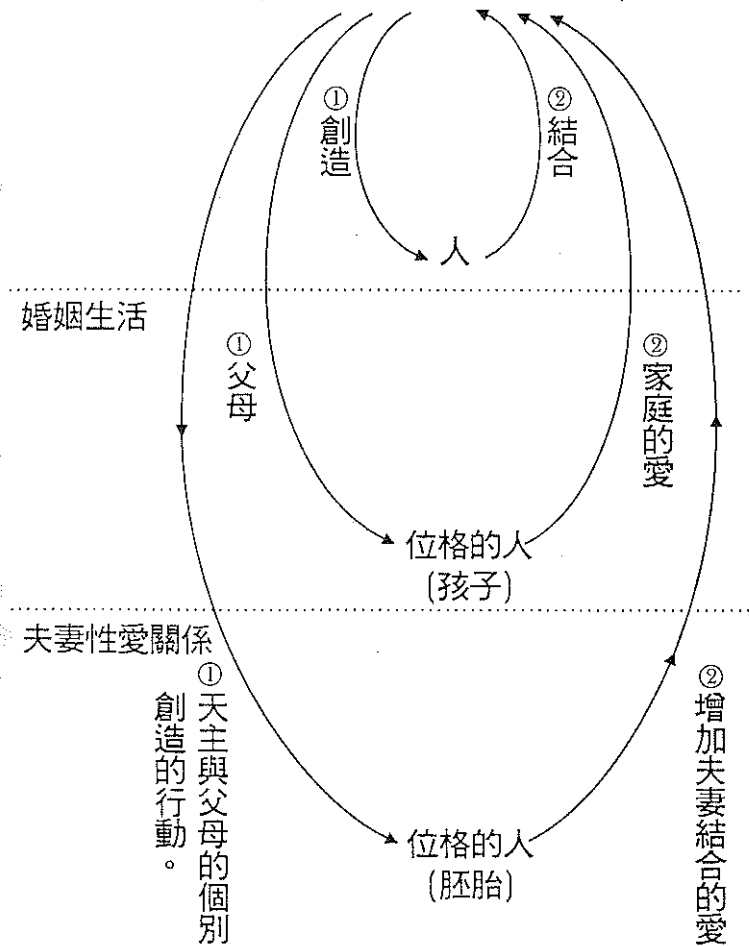 ①創造
②結合
人
婚姻生活
①父母
②家庭的愛
位格的人
(孩子)
夫妻性愛關係
①天主與父母的個別
創造的行動。
②增加夫妻結合的愛
位格的人
(胚胎)